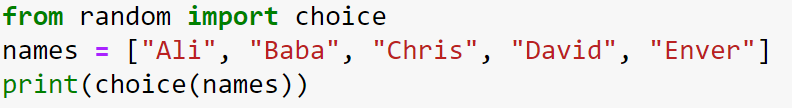 from random import choice
names = ["Ali", "Baba", "Chris", "David", "Enver"]
print(choice(names))